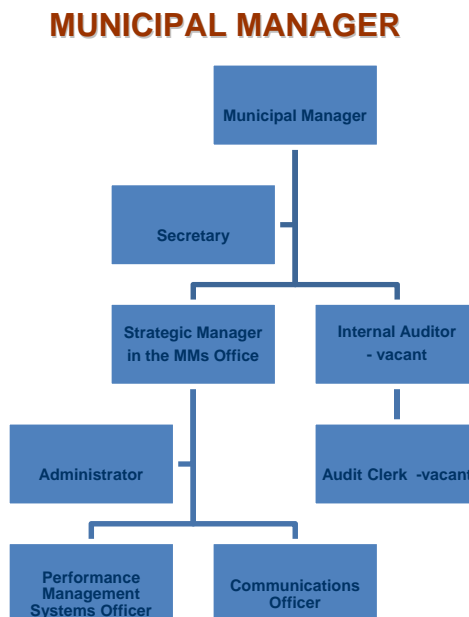 MUNICIPAL MANAGER
Municipal Manager
Secretary
Strategic Manager
in the MMs Office
Internal Auditor
- vacant
Administrator
Audit Clerk -vacant
Performance
Management
Systems Officer
Communications
Officer